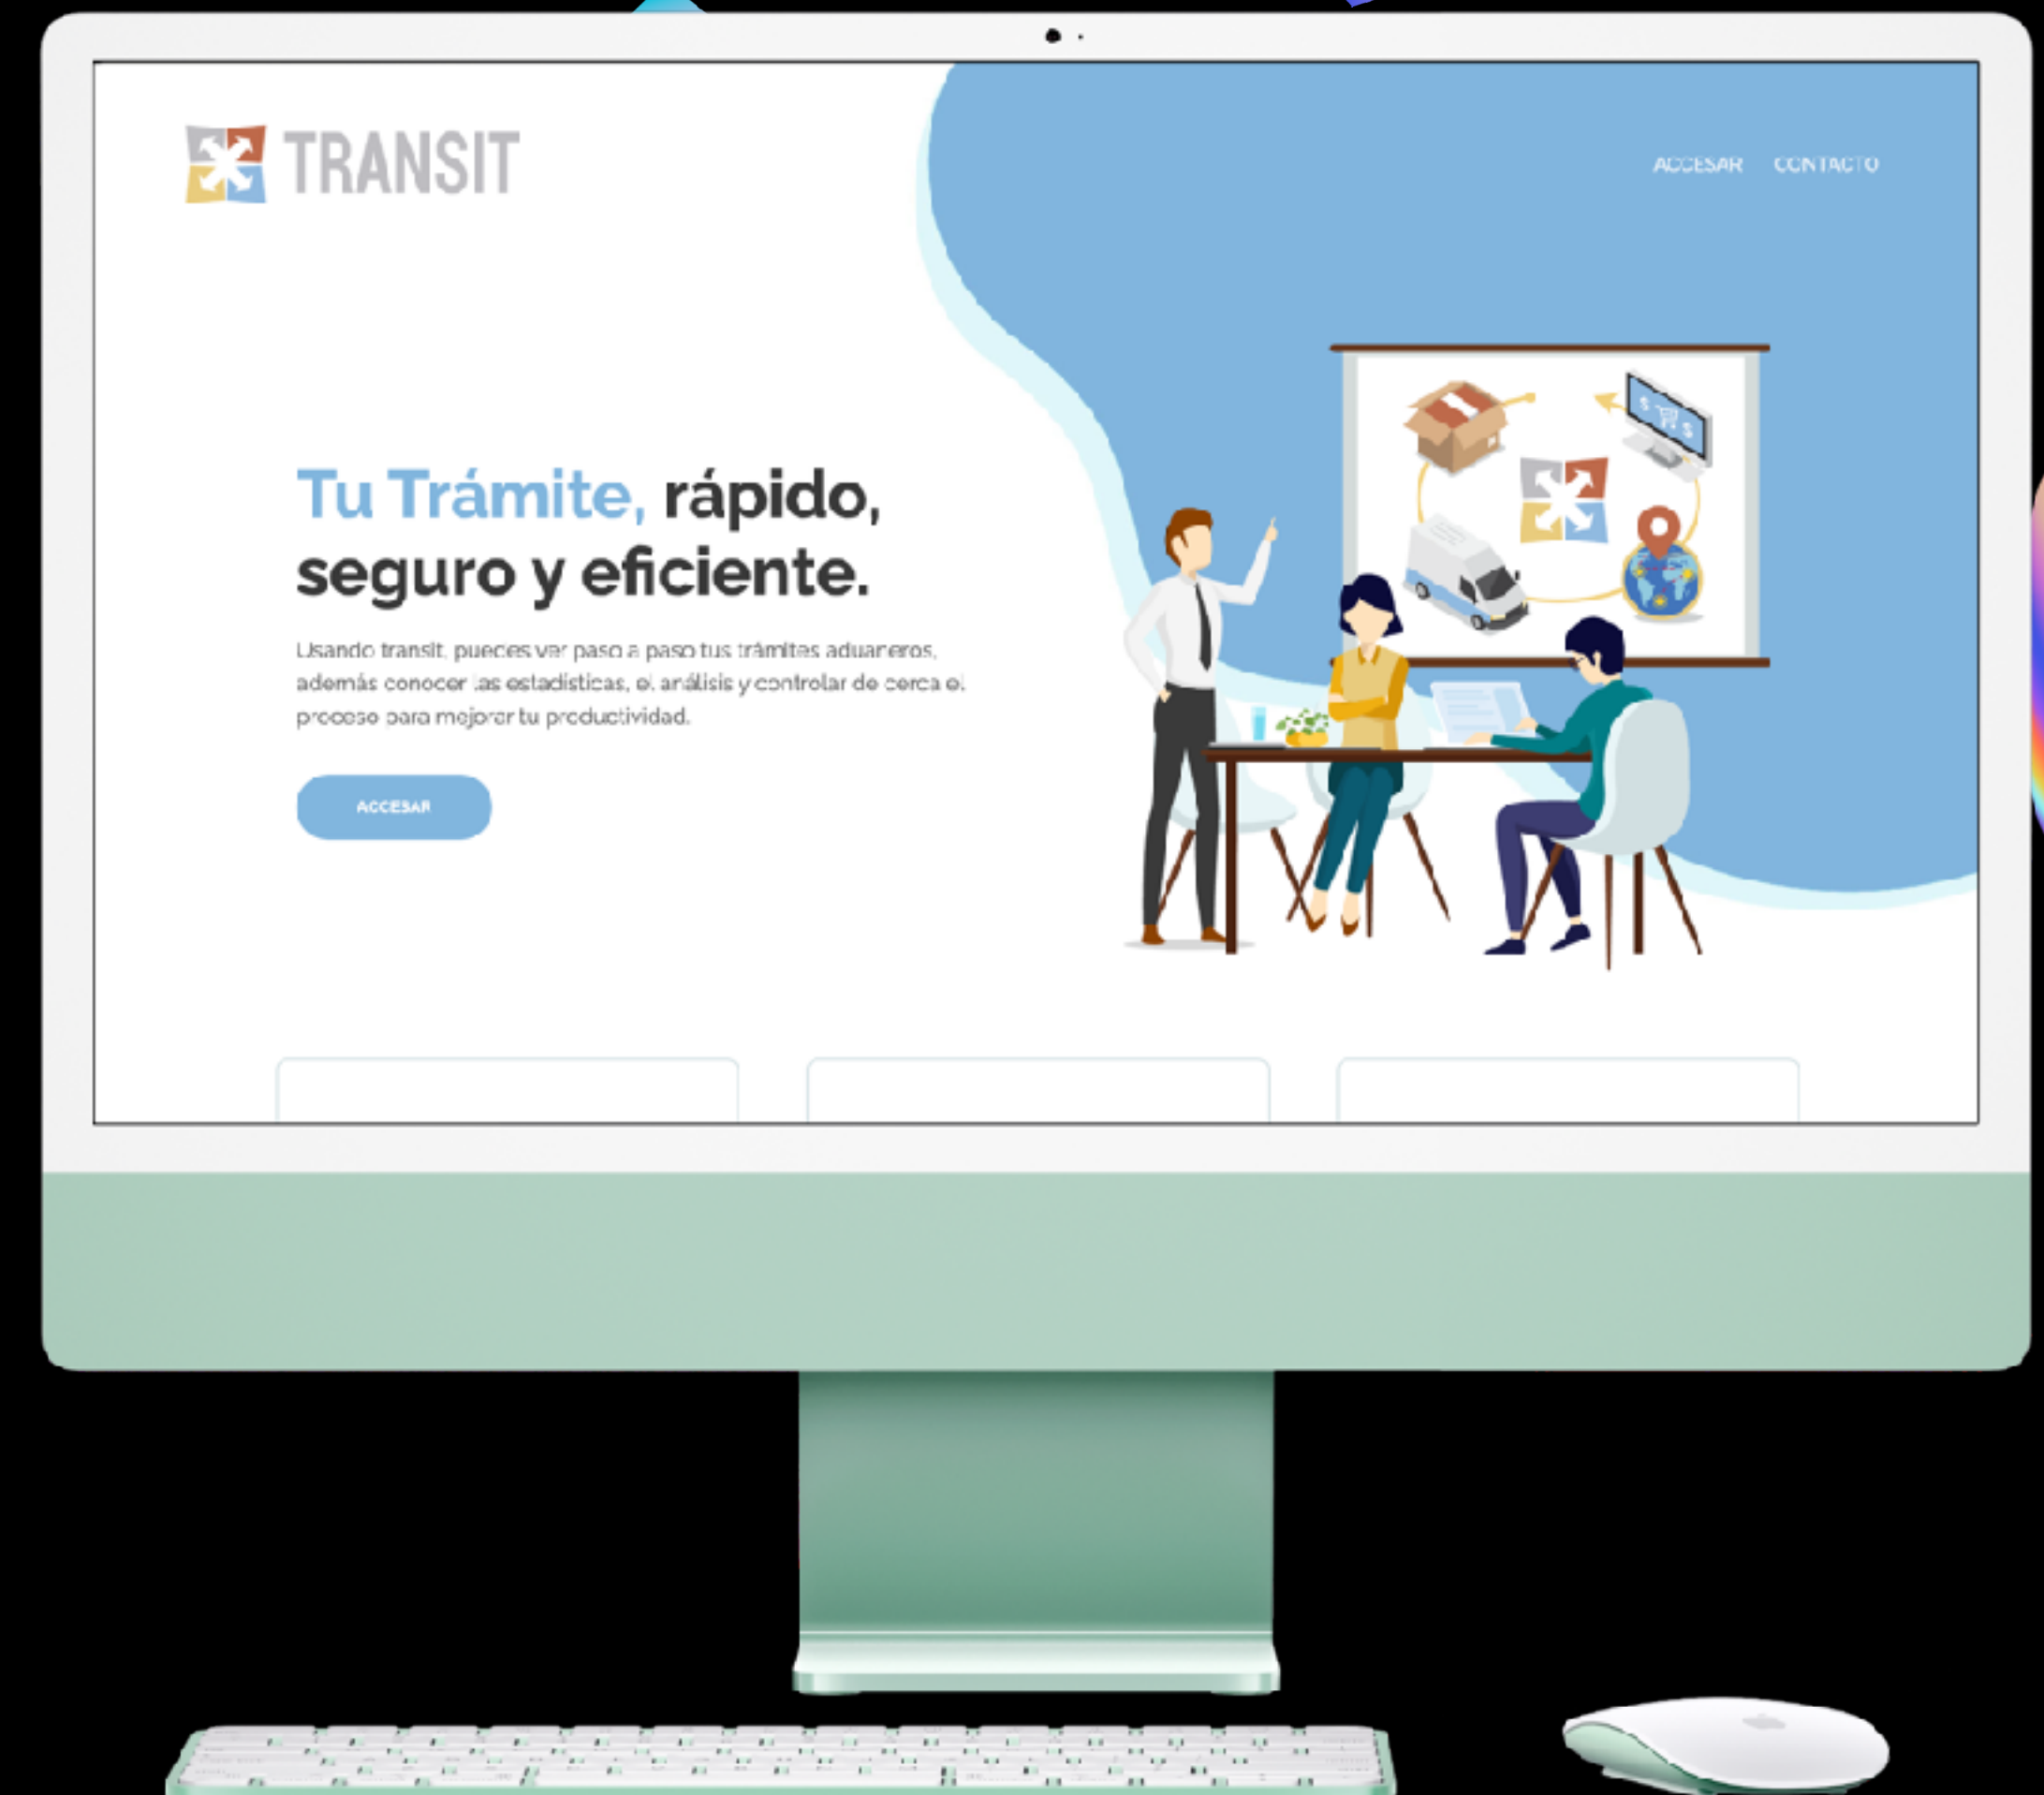 TRANSIT
ACCESAR CONTACTO
Tu Trámite, rápido,
seguro y eficiente.
Usando transit, puedes ver paso a paso tus trámites aduaneros,
además conocer las estadísticas, el análisis y controlar de cerca el
proceso para mejorar tu productividad.
ACCESAR
$ $